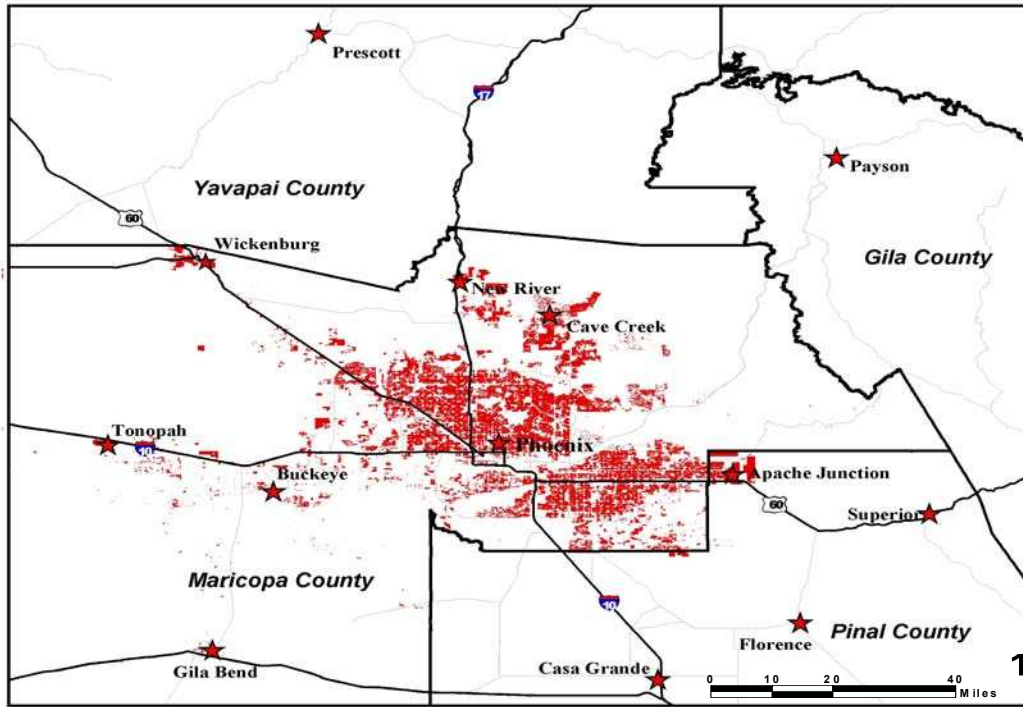 Prescott
17
Payson
Yavapai County
60
Wickenburg
Gila County
New River
Cave Creek
Tonopah
10
Phoenix
Buckeye
Apache Junction
60
Superior
Maricopa County
10
Florence
Pinal County
Gila Bend
Casa Grande
1
0 10 20 40
Miles